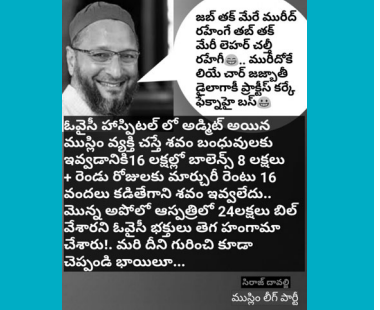 జబ్ తక్ మేరే మురీద్
రహేంగే తబ్ తక్
మేరీ లెహర్ చల్తీ
రహేగీ😄.. మురీదోకే
లియే చార్ జజ్బాతీ
డైలాగాకీ ప్రాక్టీస్ కర్కే
ఫేక్నాహై బస్😀
ఓవైసీ హాస్పిటల్ లో అడ్మిట్ అయిన
ముస్లిం వ్యక్తి చస్తే శవం బంధువులకు
ఇవ్వడానికి16 లక్షల్లో బాలెన్స్ 8 లక్షలు
+ రెండు రోజులకు మార్చురీ రెంటు 16
వందలు కడితేగాని శవం ఇవ్వలేదు..
మొన్న అపోలో ఆస్పత్రిలో 24లక్షలు బిల్
వేశారని ఓవైసీ భక్తులు తెగ హంగామా
చేశారు!. మరి దీని గురించి కూడా
చెప్పండి భాయిలూ...
సిరాజ్ దావల్జి
ముస్లిం లీగ్ పార్టీ